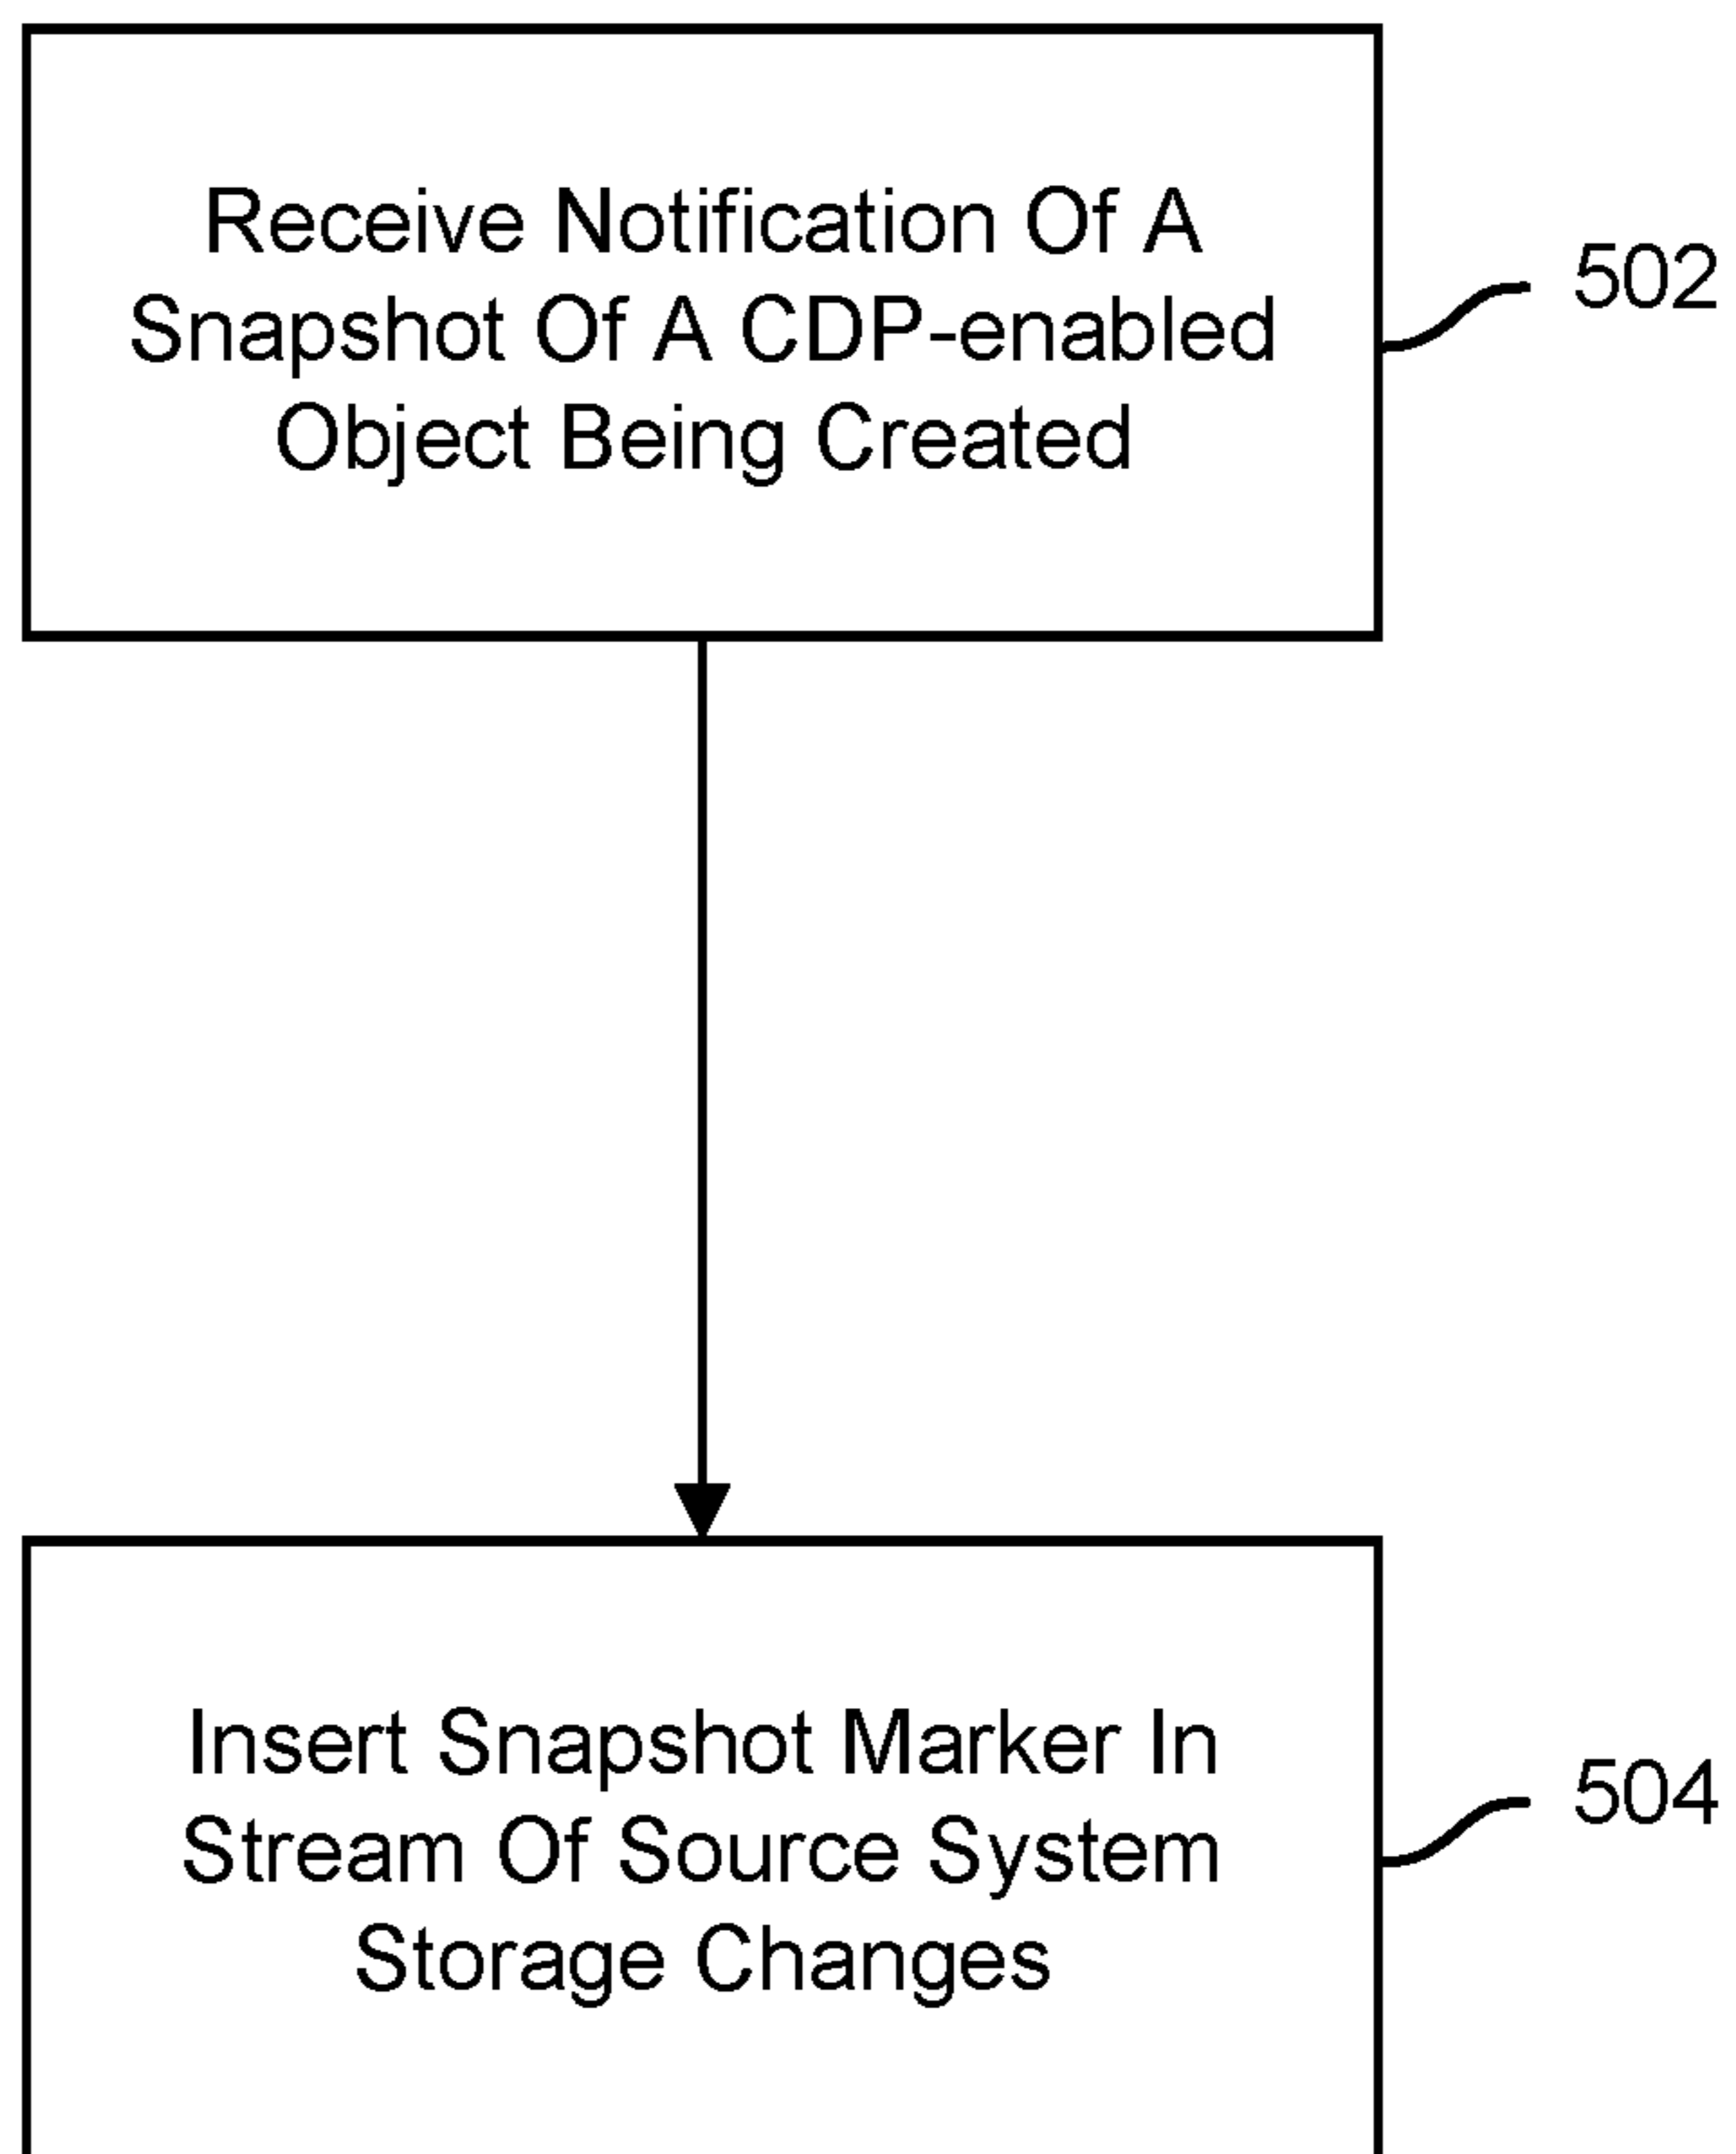 Receive Notification Of A
Snapshot Of A CDP-enabled
Object Being Created
502
Insert Snapshot Marker In
Stream Of Source System
Storage Changes
504